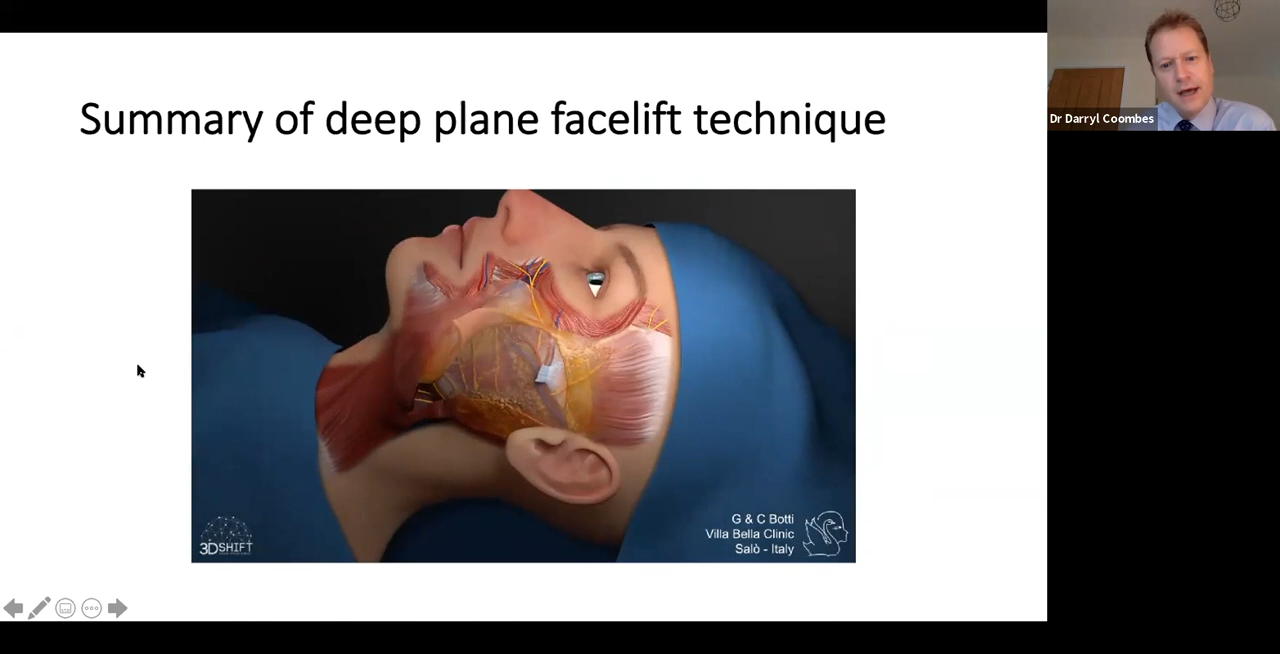 Summary of deep plane facelift technique
Dr Darryl Coombes
G & C Botti
Villa Bella Clinic
Salò - Italy
3DSHIFT